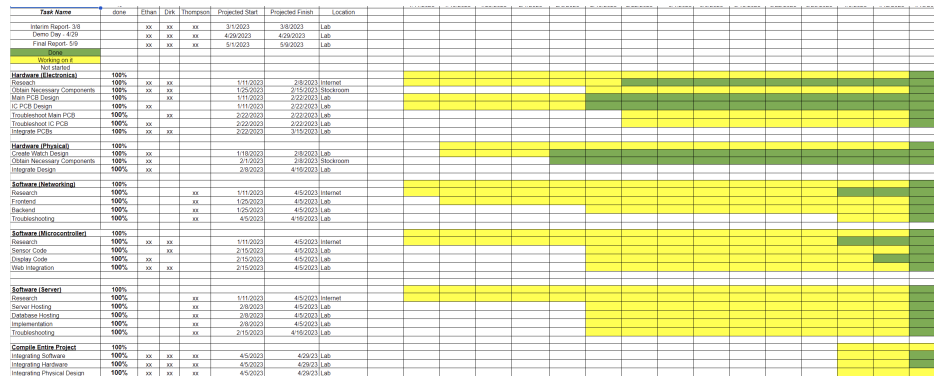 Task Name done Ethan Dirk Thompson Projected Start Projected Finish Location
Interim Report- 3/8 xx xx xx 3/1/2023 3/8/2023 Lab
Demo Day - 4/29 xx xx xx 4/29/2023 4/29/2023 Lab
Final Report- 5/9 xx xx xx 5/1/2023 5/9/2023 Lab
Done
Working on it
Not started
Hardware (Electronics) 100%
Reseach 100% xx xx 1/11/2023 2/8/2023 Internet
Obtain Necessary Components 100% xx xx 1/25/2023 2/15/2023 Stockroom
Main PCB Design 100% xx 1/11/2023 2/22/2023 Lab
IC PCB Design 100% xx 1/11/2023 2/22/2023 Lab
Troubleshoot Main PCB 100% xx 2/22/2023 2/22/2023 Lab
Troubleshoot IC PCB 100% xx 2/22/2023 2/22/2023 Lab
Integrate PCBs 100% xx xx 2/22/2023 3/15/2023 Lab
Hardware (Physical) 100%
Create Watch Design 100% xx 1/18/2023 2/8/2023 Lab
Obtain Necessary Components 100% xx 2/1/2023 2/8/2023 Stockroom
Integrate Design 100% xx 2/8/2023 4/16/2023 Lab
Software (Networking) 100%
Research 100% xx 1/11/2023 4/5/2023 Internet
Frontend 100% xx 1/25/2023 4/5/2023 Lab
Backend 100% xx 1/25/2023 4/5/2023 Lab
Troubleshooting 100% xx 4/5/2023 4/16/2023 Lab
Software (Microcontroller) 100%
Research 100% xx xx 1/11/2023 4/5/2023 Internet
Sensor Code 100% xx 2/15/2023 4/5/2023 Lab
Display Code 100% xx 2/15/2023 4/5/2023 Lab
Web Integration 100% xx xx 2/15/2023 4/5/2023 Lab
Software (Server) 100%
Research 100% xx 1/11/2023 4/5/2023 Internet
Server Hosting 100% xx 2/8/2023 4/5/2023 Lab
Database Hosting 100% xx 2/8/2023 4/5/2023 Lab
Implementation 100% xx 2/8/2023 4/5/2023 Lab
Troubleshooting 100% xx 2/15/2023 4/16/2023 Lab
Compile Entire Project 100%
Integrating Software 100% xx xx xx 4/5/2023 4/29/23 Lab
Integrating Hardware 100% xx xx xx 4/5/2023 4/29/23 Lab
Integrating Physical Design 100% xx xx xx 4/5/2023 4/29/23 Lab